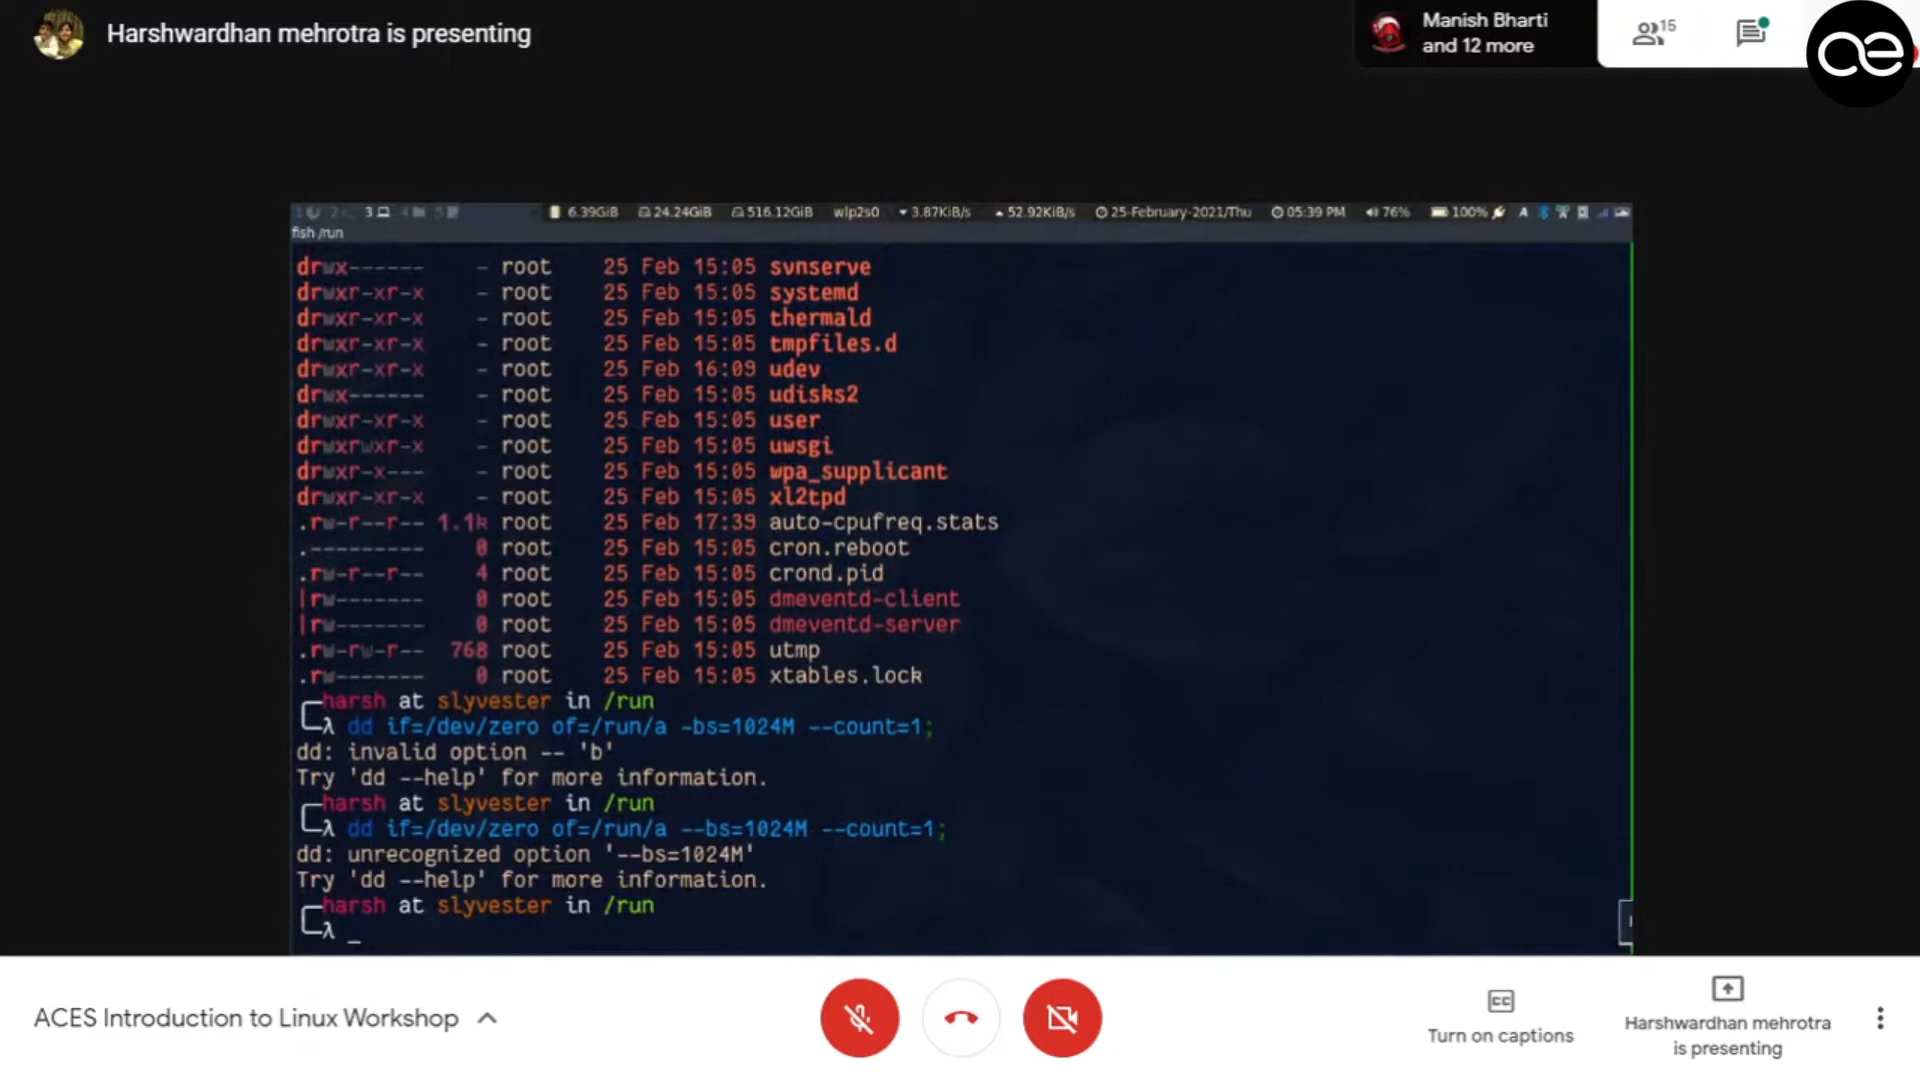 Harshwardhan mehrotra is presenting
Manish Bharti
and 12 more
15
3
6.39GiB 24.24GiB 516.12GiB wlp2s0 3.87KiB/s 52.92KiB/s 25-February-2021/Thu 05:39 PM 76% 100% A
fish /run
drwx------ - root 25 Feb 15:05 svnserve
drwxr-xr-x - root 25 Feb 15:05 systemd
drwxr-xr-x - root 25 Feb 15:05 thermald
drwxr-xr-x - root 25 Feb 15:05 tmpfiles.d
drwxr-xr-x - root 25 Feb 16:09 udev
drwx------ - root 25 Feb 15:05 udisks2
drwxr-xr-x - root 25 Feb 15:05 user
drwxrwxr-x - root 25 Feb 15:05 uwsgi
drwxr-x--- - root 25 Feb 15:05 wpa_supplicant
drwxr-xr-x - root 25 Feb 15:05 xl2tpd
.rw-r--r-- 1.1k root 25 Feb 17:39 auto-cpufreq.stats
.--------- 0 root 25 Feb 15:05 cron.reboot
.rw-r--r-- 4 root 25 Feb 15:05 crond.pid
|rw------- 0 root 25 Feb 15:05 dmeventd-client
|rw------- 0 root 25 Feb 15:05 dmeventd-server
.rw-rw-r-- 768 root 25 Feb 15:05 utmp
.rw------- 0 root 25 Feb 15:05 xtables.lock
harsh at slyvester in /run
λ dd if=/dev/zero of=/run/a -bs=1024M --count=1;
dd: invalid option -- 'b'
Try 'dd --help' for more information.
harsh at slyvester in /run
λ dd if=/dev/zero of=/run/a --bs=1024M --count=1;
dd: unrecognized option '--bs=1024M'
Try 'dd --help' for more information.
harsh at slyvester in /run
λ _
ACES Introduction to Linux Workshop
CC
Turn on captions
Harshwardhan mehrotra
is presenting